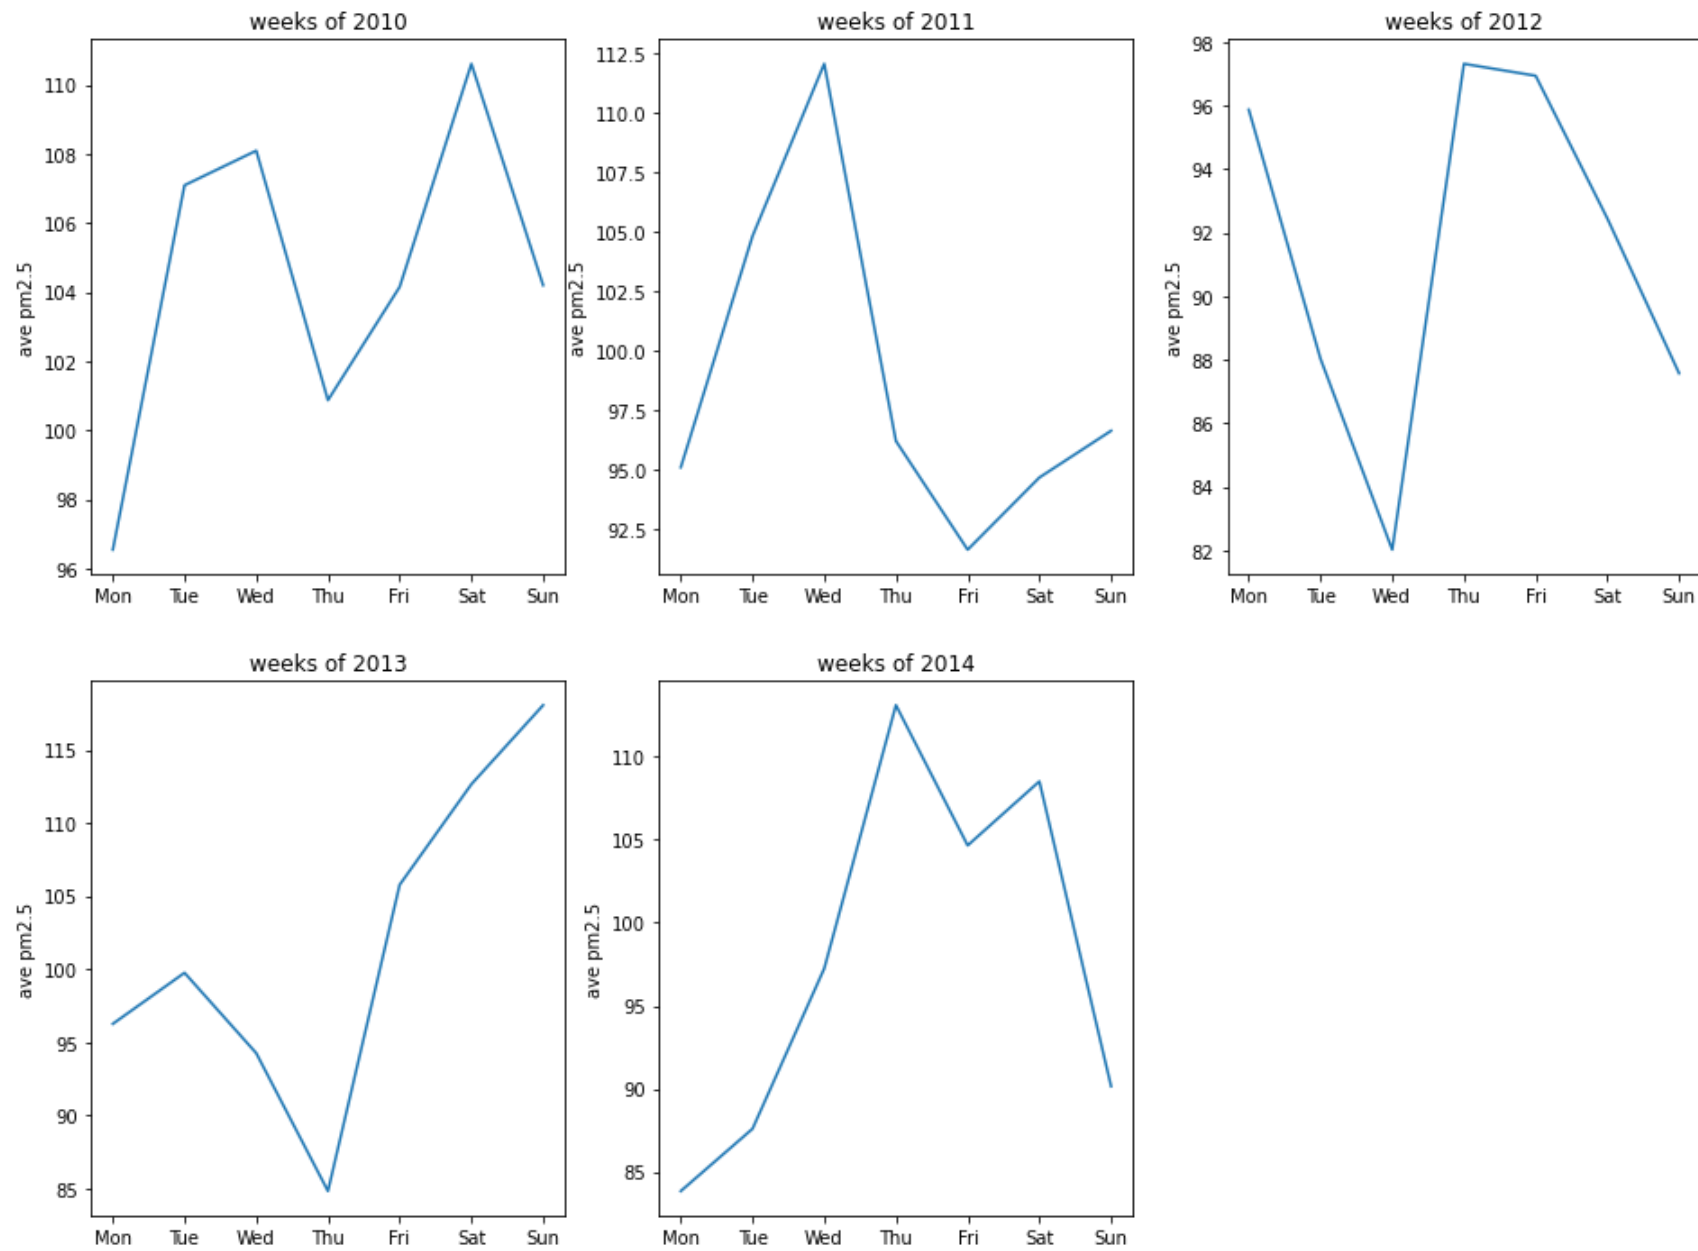 weeks of 2010
ave pm2.5
110
108
106
104
102
100
98
96
Mon Tue Wed Thu Fri Sat Sun
weeks of 2011
ave pm2.5
112.5
110.0
107.5
105.0
102.5
100.0
97.5
95.0
92.5
Mon Tue Wed Thu Fri Sat Sun
weeks of 2012
ave pm2.5
98
96
94
92
90
88
86
84
82
Mon Tue Wed Thu Fri Sat Sun
weeks of 2013
ave pm2.5
115
110
105
100
95
90
85
Mon Tue Wed Thu Fri Sat Sun
weeks of 2014
ave pm2.5
110
105
100
95
90
85
Mon Tue Wed Thu Fri Sat Sun